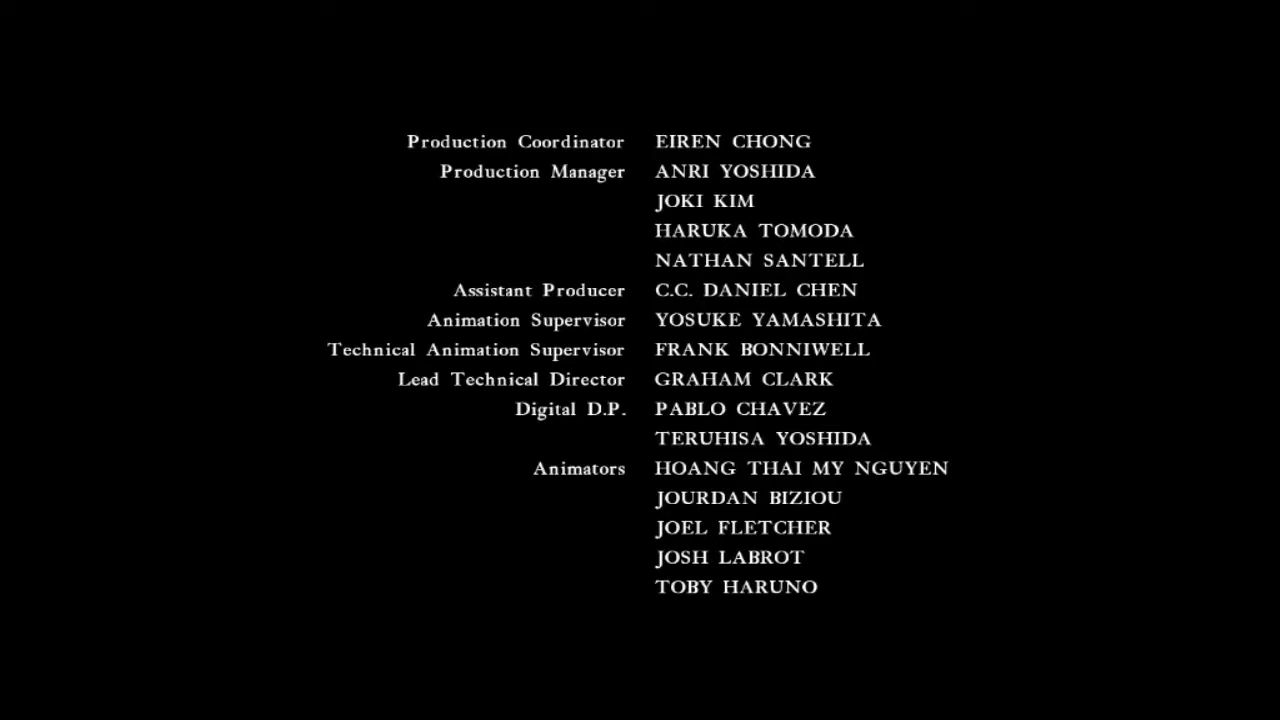 Production Coordinator EIREN CHONG
Production Manager ANRI YOSHIDA
JOKI KIM
HARUKA TOMODA
NATHAN SANTELL
Assistant Producer C.C. DANIEL CHEN
Animation Supervisor YOSUKE YAMASHITA
Technical Animation Supervisor FRANK BONNIWELL
Lead Technical Director GRAHAM CLARK
Digital D.P. PABLO CHAVEZ
TERUHISA YOSHIDA
Animators HOANG THAI MY NGUYEN
JOURDAN BIZIOU
JOEL FLETCHER
JOSH LABROT
TOBY HARUNO